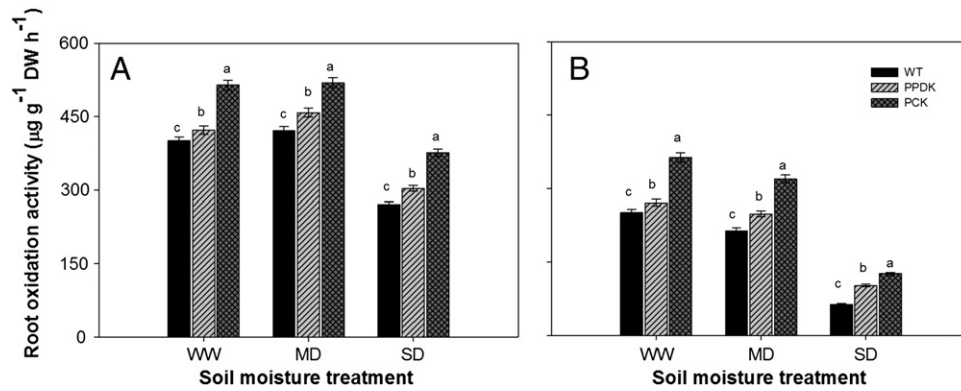 Root oxidation activity (µg g⁻¹ DW h⁻¹)
600
450
300
150
0
A
c b a
c b a
c b a
WW MD SD
Soil moisture treatment
B
WT
PPDK
PCK
c b a
c b a
c b a
WW MD SD
Soil moisture treatment